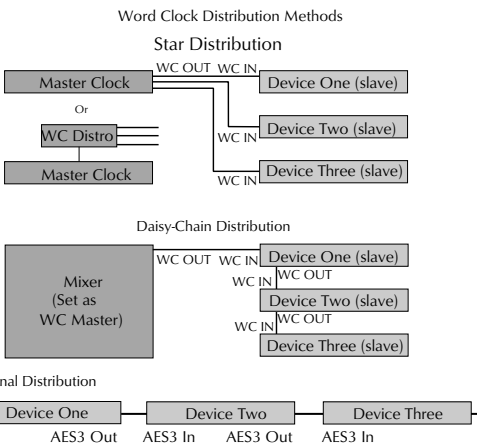 Word Clock Distribution Methods
Star Distribution
WC OUT WC IN
Master Clock
Device One (slave)
Or
WC Distro
WC IN
Device Two (slave)
Master Clock
WC IN
Device Three (slave)
Daisy-Chain Distribution
Mixer
(Set as
WC Master)
WC OUT WC IN
Device One (slave)
WC IN
WC OUT
Device Two (slave)
WC IN
WC OUT
Device Three (slave)
Distribution
Device One
Device Two
Device Three
AES3 Out
AES3 In
AES3 Out
AES3 In